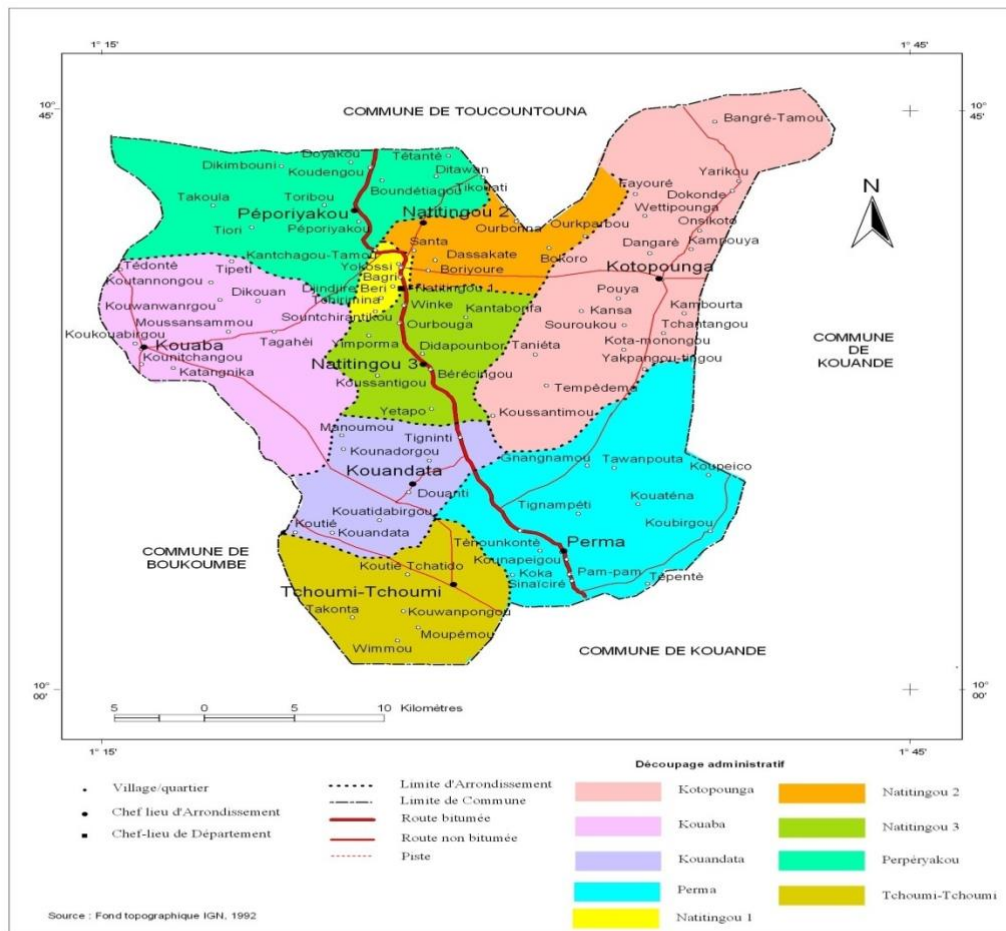 1° 15'
1° 45'
10°
45'
10°
45'
COMMUNE DE TOUCOUNTOUNA
Bangré-Tamou
N
Doyakou
Tétanté
Dikimbouni
Koudengou
Ditawan
Yarikou
Tikouati
Fayouré
Dokonde
Boundétiagou
Takoula
Toribou
Wettipounga
Péporiyakou
Natitingou 2
Ourbonna
Ourkparbou
Onsikoto
Tiori
Péporiyakou
Santa
Dangaré
Kampouya
Kantchagou-Tamou
Dassakate
Bokoro
Kotopounga
Yokossi
Boriyoure
Tédonté
Tipeti
Bagri
Koutannongou
Djindjire Beri
Natitingou 1
Pouya
Dikouan
Tchirimina
Winke
Kantabonfa
Kouwanwanrgou
Kansa
Kambourta
Sountchirantikou
Ourbouga
Souroukou
Tchantangou
Moussansammou
Koukouabirgou
Tagahéi
Yimporma
Kota-monongou
COMMUNE
DE
KOUANDE
Kouaba
Didapounbor
Taniéta
Yakpangou-tingou
Kounitchangou
Natitingou 3
Katangnika
Bérécingou
Koussantigou
Tempédema
Yetapo
Koussantimou
Manoumou
Tigninti
Kounadorgou
Gnangnamou
Tawanpouta
Koupeico
Kouandata
Douanti
Tignampéti
Kouaténa
Kouatidabirgou
Koubirgou
Koutié
Kouandata
COMMUNE DE
BOUKOUMBE
Ténounkonté
Perma
Kounapeigou
Koutie Tchatido
Koka
Pam-pam
Tépenté
Sinaïciré
Tchoumi-Tchoumi
Takonta
Kouwanpongou
Moupémou
Wimmou
COMMUNE DE KOUANDE
10°
00'
10°
00'
5 0 5 10 Kilomètres
1° 15'
1° 45'
Village/quartier
Chef lieu d'Arrondissement
Chef-lieu de Département
Limite d'Arrondissement
Limite de Commune
Route bitumée
Route non bitumée
Piste
Découpage administratif
Kotopounga
Natitingou 2
Kouaba
Natitingou 3
Kouandata
Perpéryakou
Perma
Tchoumi-Tchoumi
Natitingou 1
Source : Fond topographique IGN, 1992